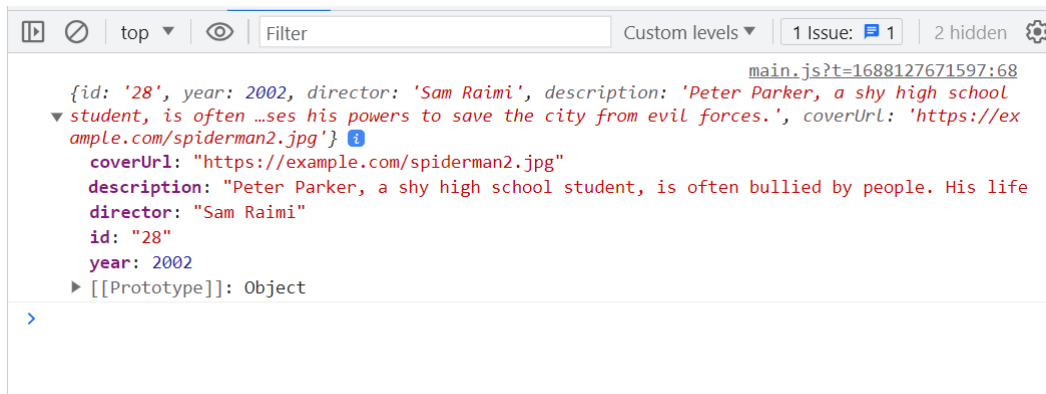 top ▼ Filter Custom levels ▼ 1 Issue: 1 2 hidden
main.js?t=1688127671597:68
{id: '28', year: 2002, director: 'Sam Raimi', description: 'Peter Parker, a shy high school
▼ student, is often …ses his powers to save the city from evil forces.', coverUrl: 'https://ex
ample.com/spiderman2.jpg'} i
coverUrl: "https://example.com/spiderman2.jpg"
description: "Peter Parker, a shy high school student, is often bullied by people. His life
director: "Sam Raimi"
id: "28"
year: 2002
▶ [[Prototype]]: Object
>